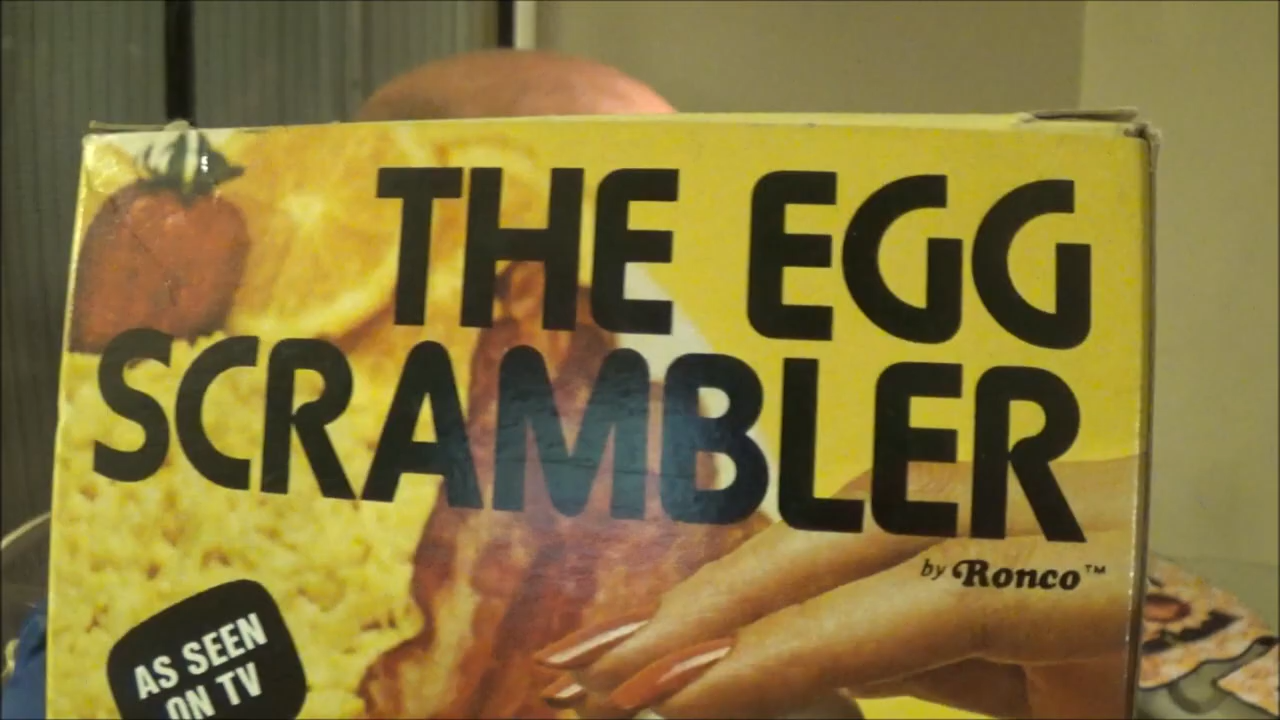 THE EGG
SCRAMBLER
by Ronco™
AS SEEN
ON TV